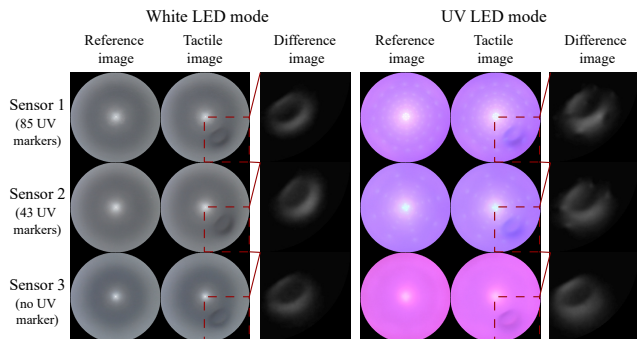 White LED mode
UV LED mode
Reference image
Tactile image
Difference image
Reference image
Tactile image
Difference image
Sensor 1
(85 UV
markers)
Sensor 2
(43 UV
markers)
Sensor 3
(no UV
marker)